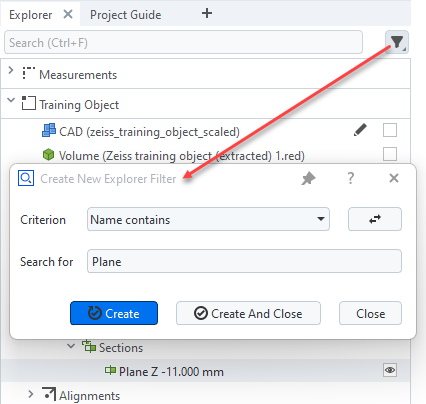 Explorer Project Guide
Search (Ctrl+F)
Measurements
Training Object
CAD (zeiss_training_object_scaled)
Volume (Zeiss training object (extracted) 1.red)
Create New Explorer Filter ?
Criterion Name contains
Search for Plane
Create Create And Close Close
Sections
Plane Z -11.000 mm
Alignments